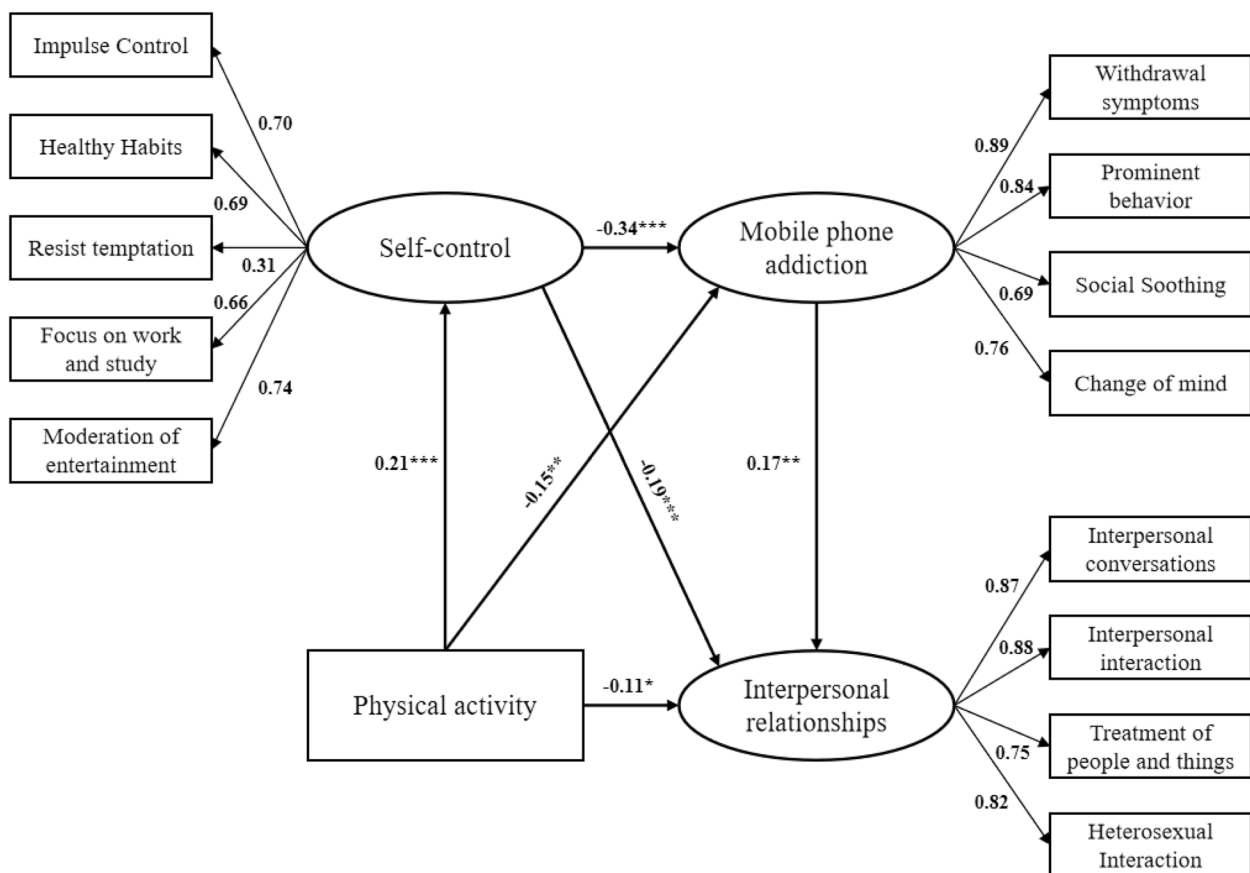 Impulse Control
0.70
Healthy Habits
0.69
Resist temptation
0.31
0.66
Focus on work
and study
0.74
Moderation of
entertainment
Self-control
-0.34***
Mobile phone
addiction
0.89
Withdrawal
symptoms
0.84
Prominent
behavior
0.69
Social Soothing
0.76
Change of mind
0.21***
-0.15**
-0.19***
0.17**
Physical activity
-0.11*
Interpersonal
relationships
0.87
Interpersonal
conversations
0.88
Interpersonal
interaction
0.75
Treatment of
people and things
0.82
Heterosexual
Interaction